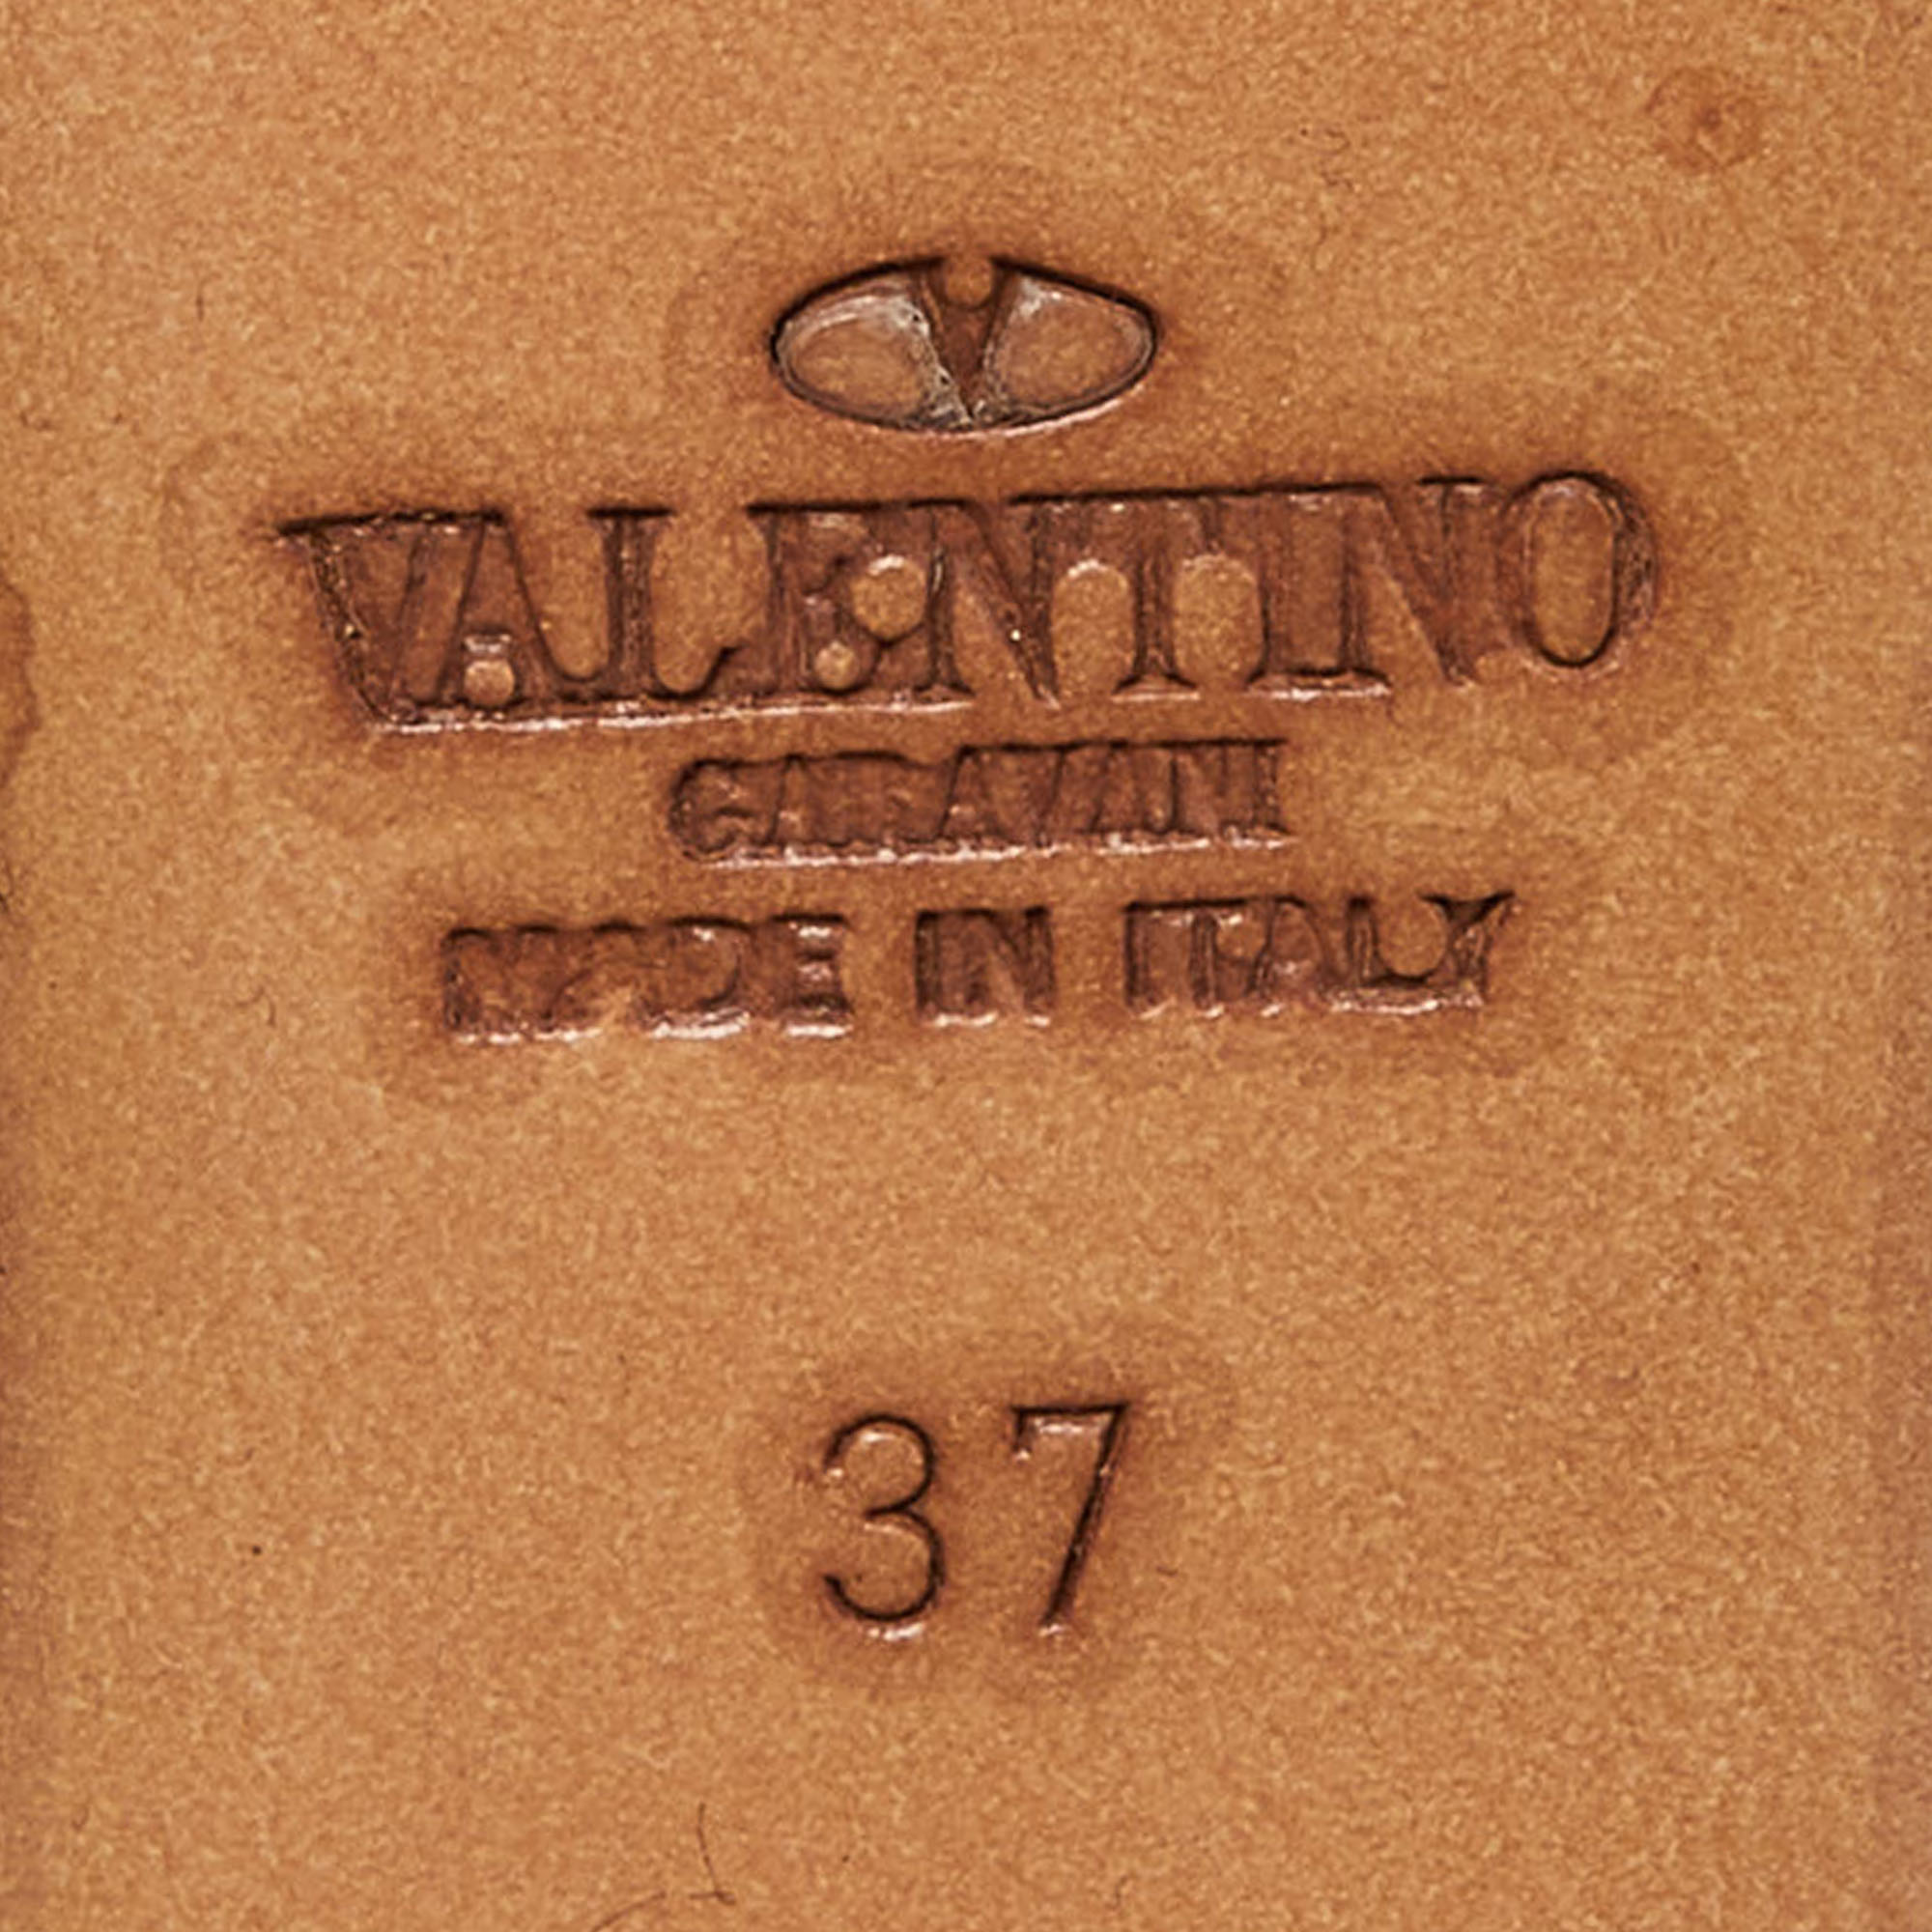 VALENTINO
GARAVANI
MADE IN ITALY
37